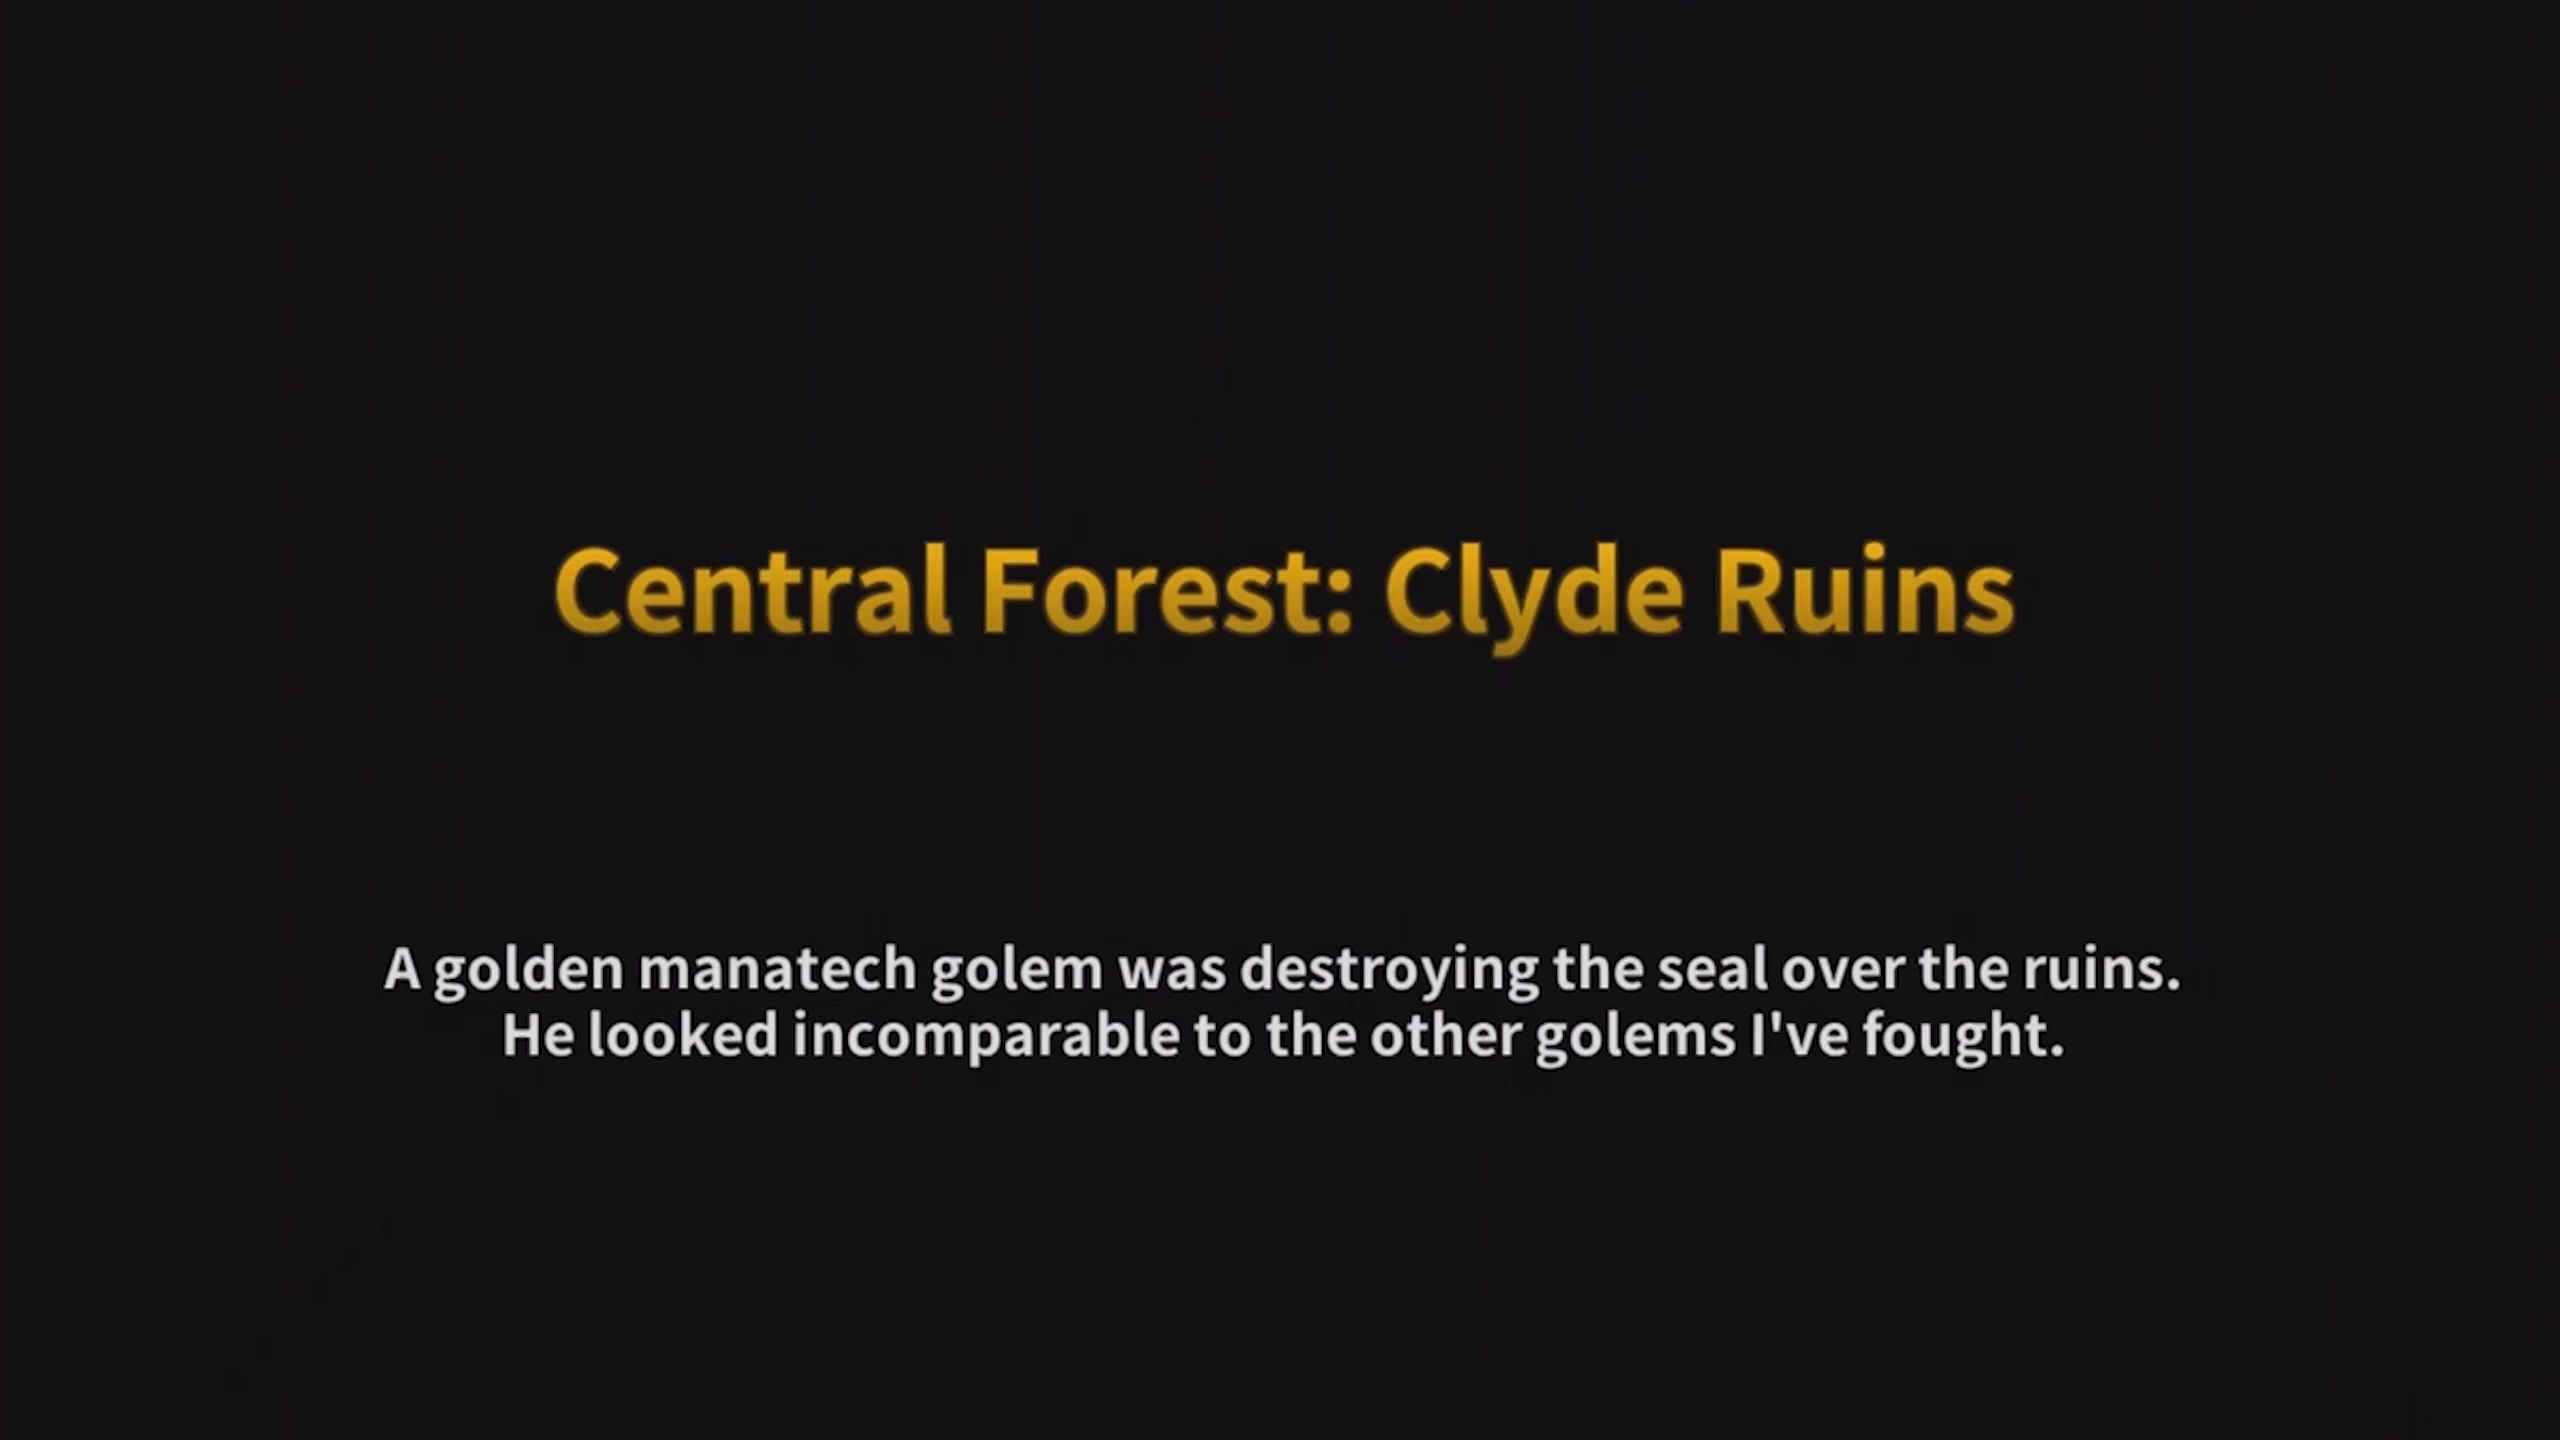 Central Forest: Clyde Ruins
A golden manatech golem was destroying the seal over the ruins.
He looked incomparable to the other golems I've fought.